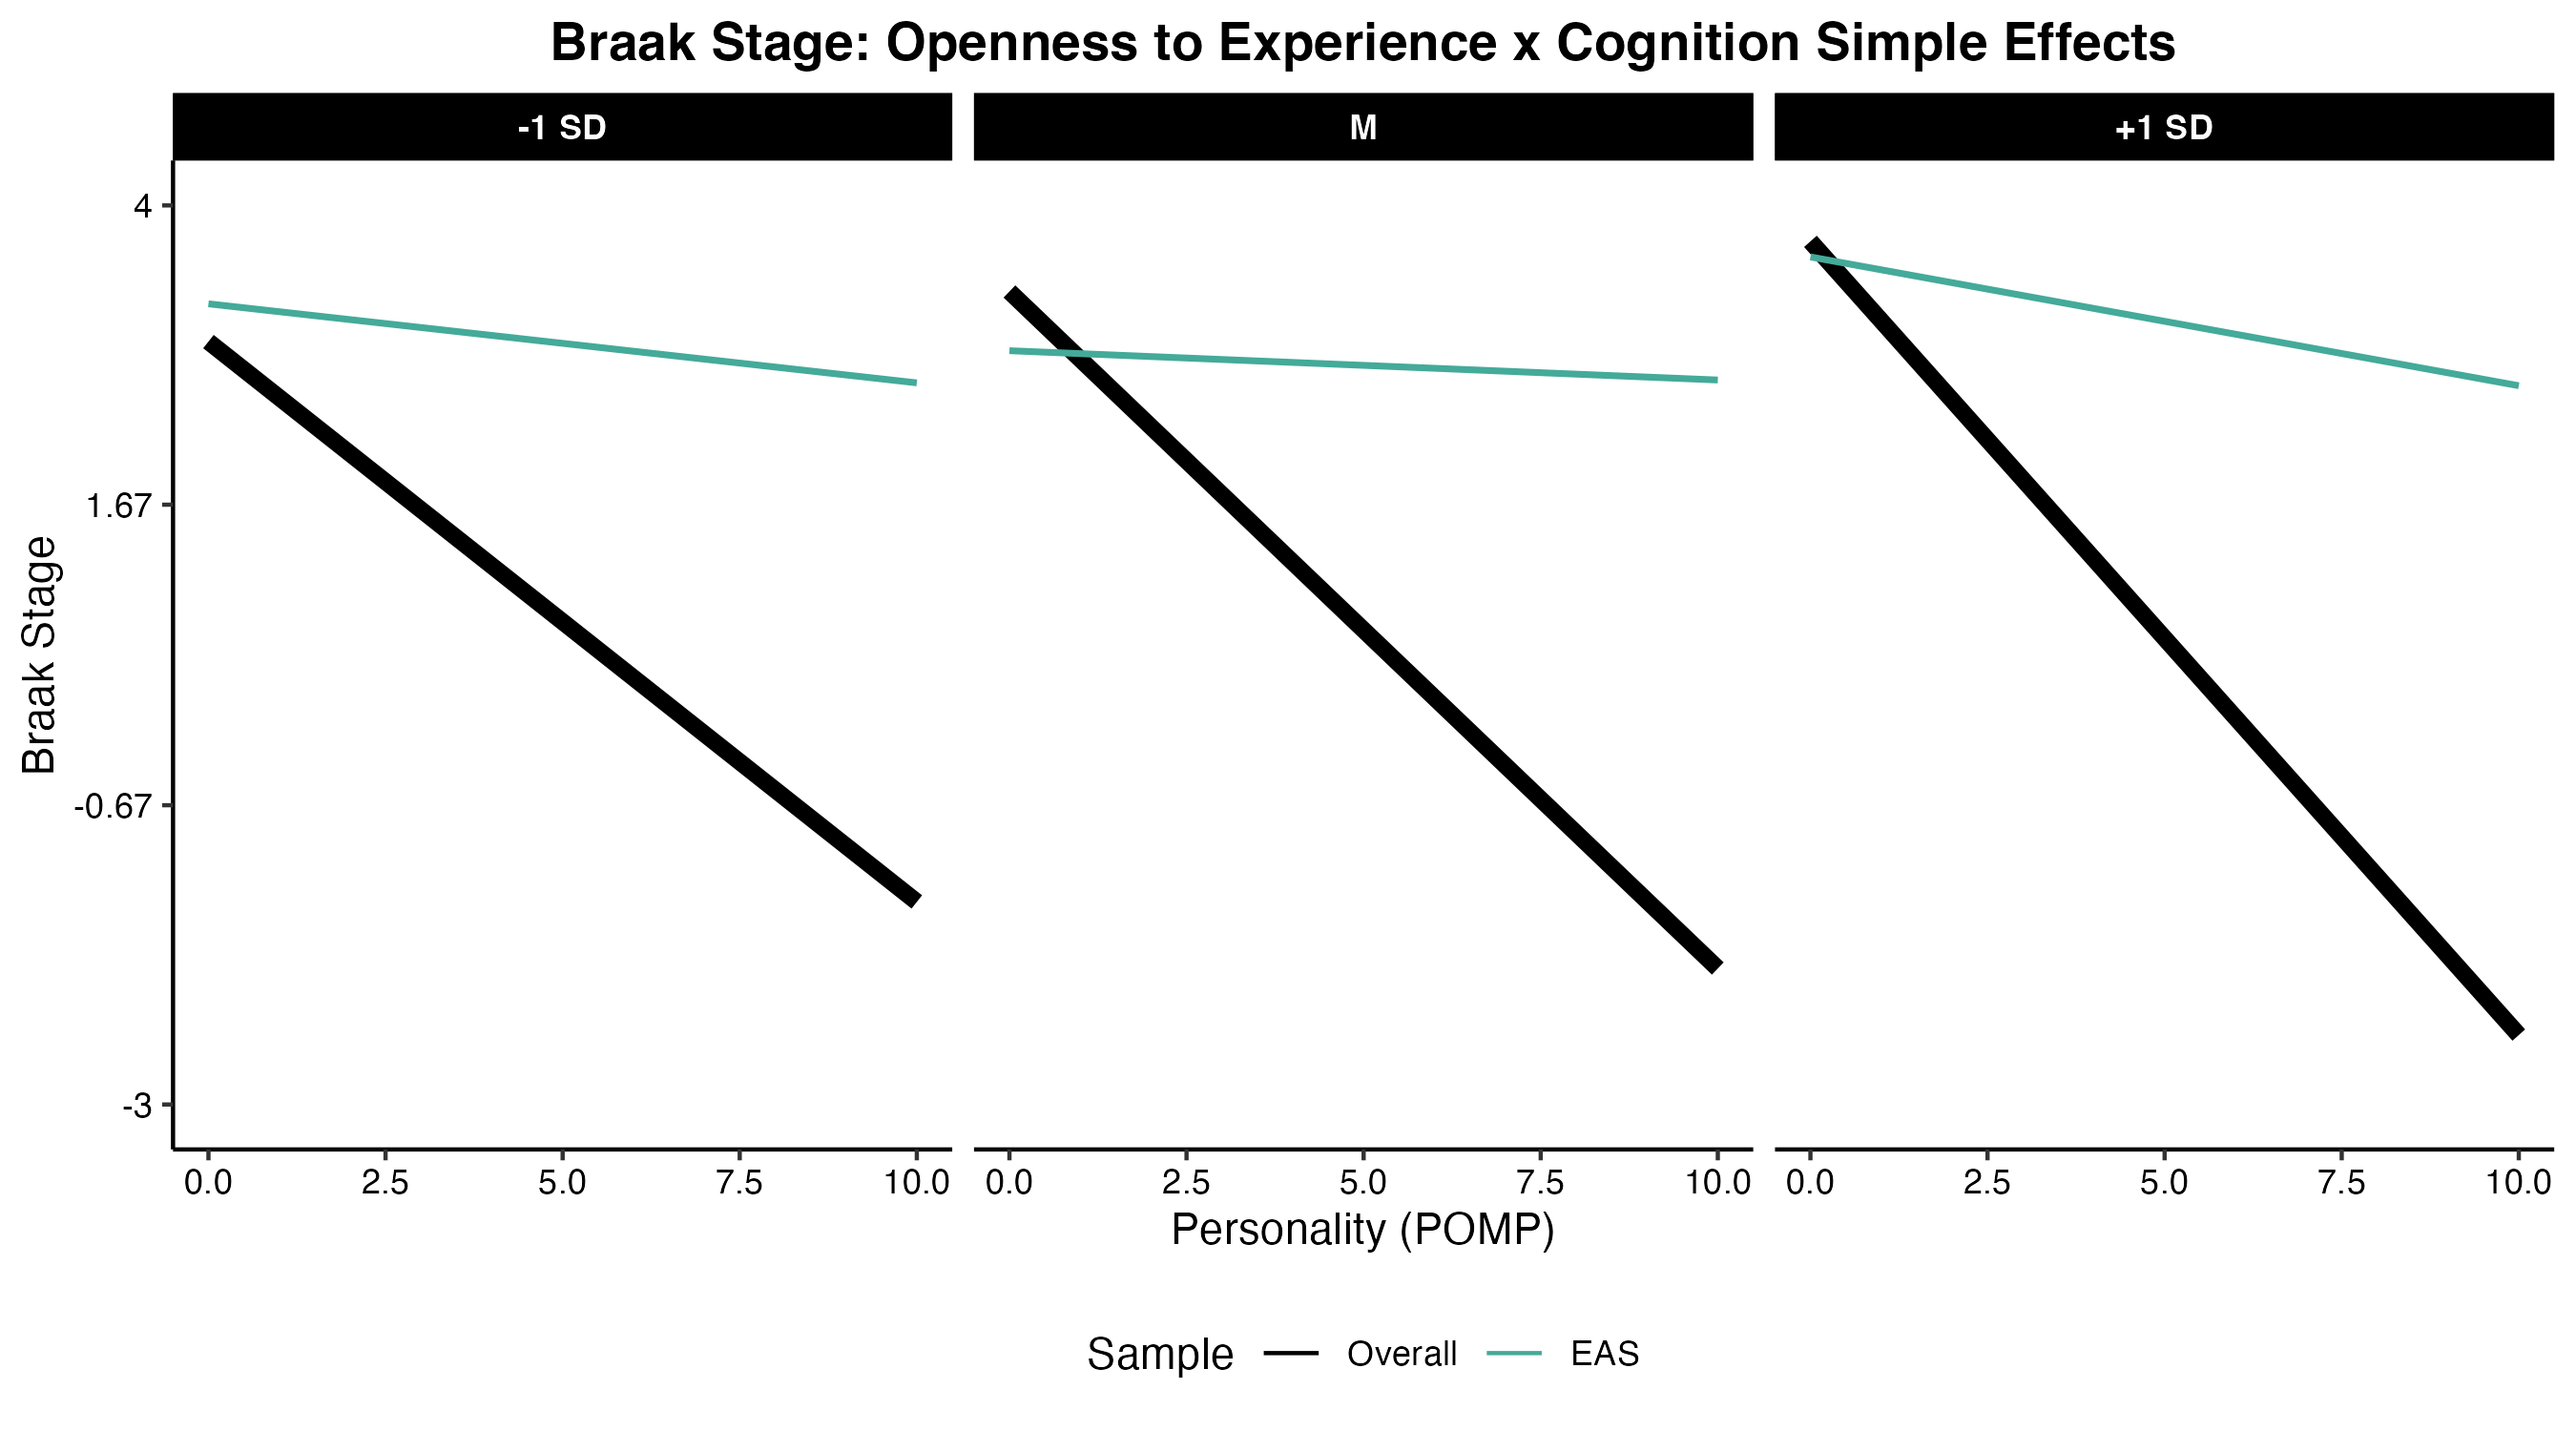 Braak Stage: Openness to Experience x Cognition Simple Effects
-1 SD
M
+1 SD
Braak Stage
4
1.67
-0.67
-3
0.0 2.5 5.0 7.5 10.0 0.0 2.5 5.0 7.5 10.0 0.0 2.5 5.0 7.5 10.0
Personality (POMP)
Sample Overall EAS